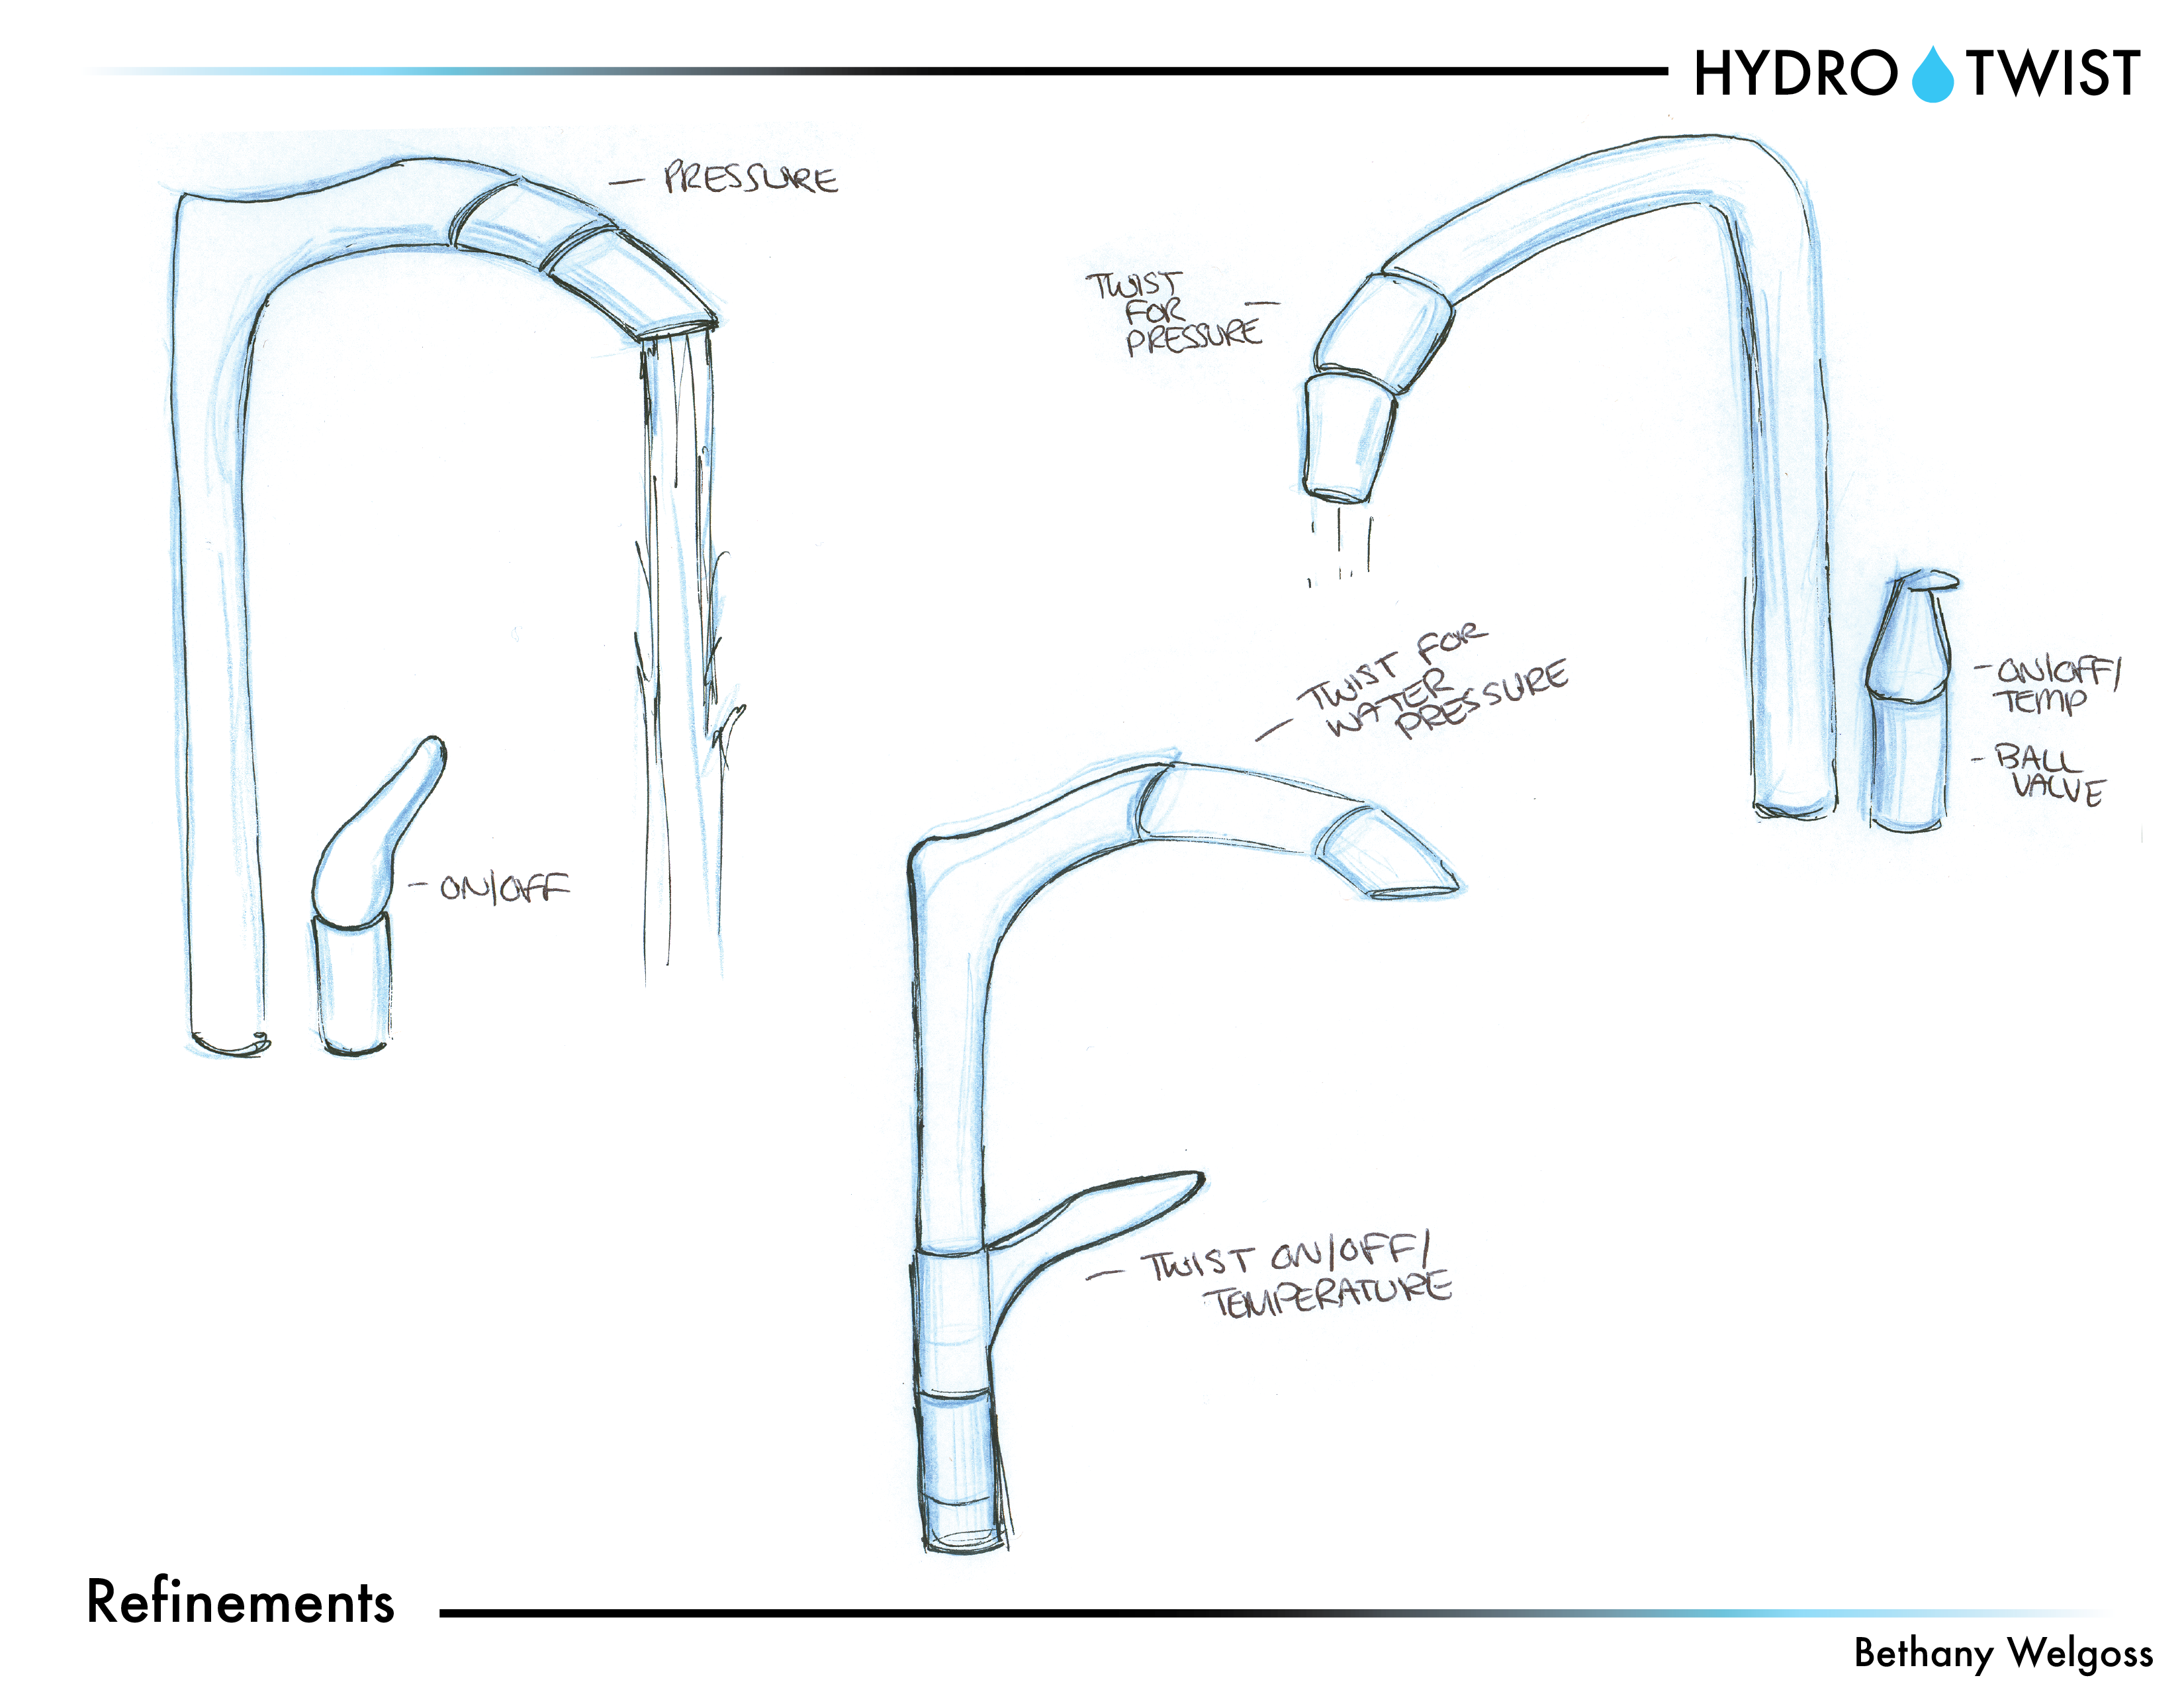 HYDRO TWIST
- PRESSURE
TWIST
FOR -
PRESSURE
- TWIST FOR
WATER
PRESSURE
- ON/OFF/
TEMP
- BALL
VALVE
- ON/OFF
- TWIST ON/OFF/
TEMPERATURE
Refinements
Bethany Welgoss